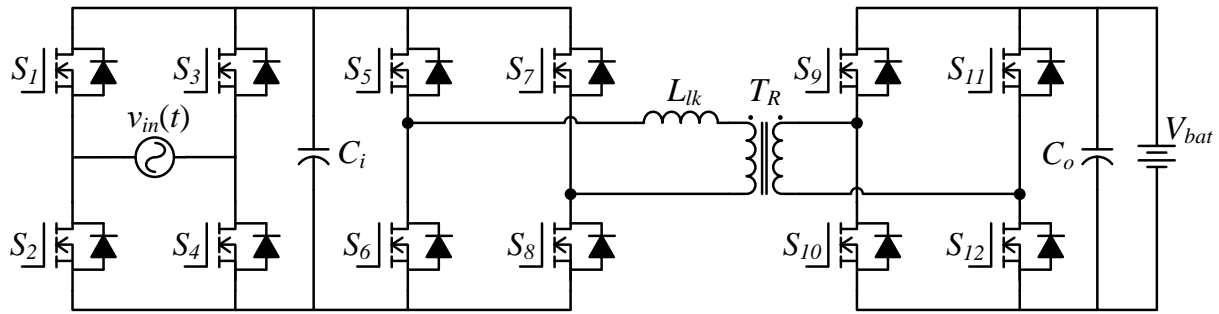 S1
S3
S5
S7
S9
S11
vin(t)
Ci
Llk
TR
Co
Vbat
S2
S4
S6
S8
S10
S12